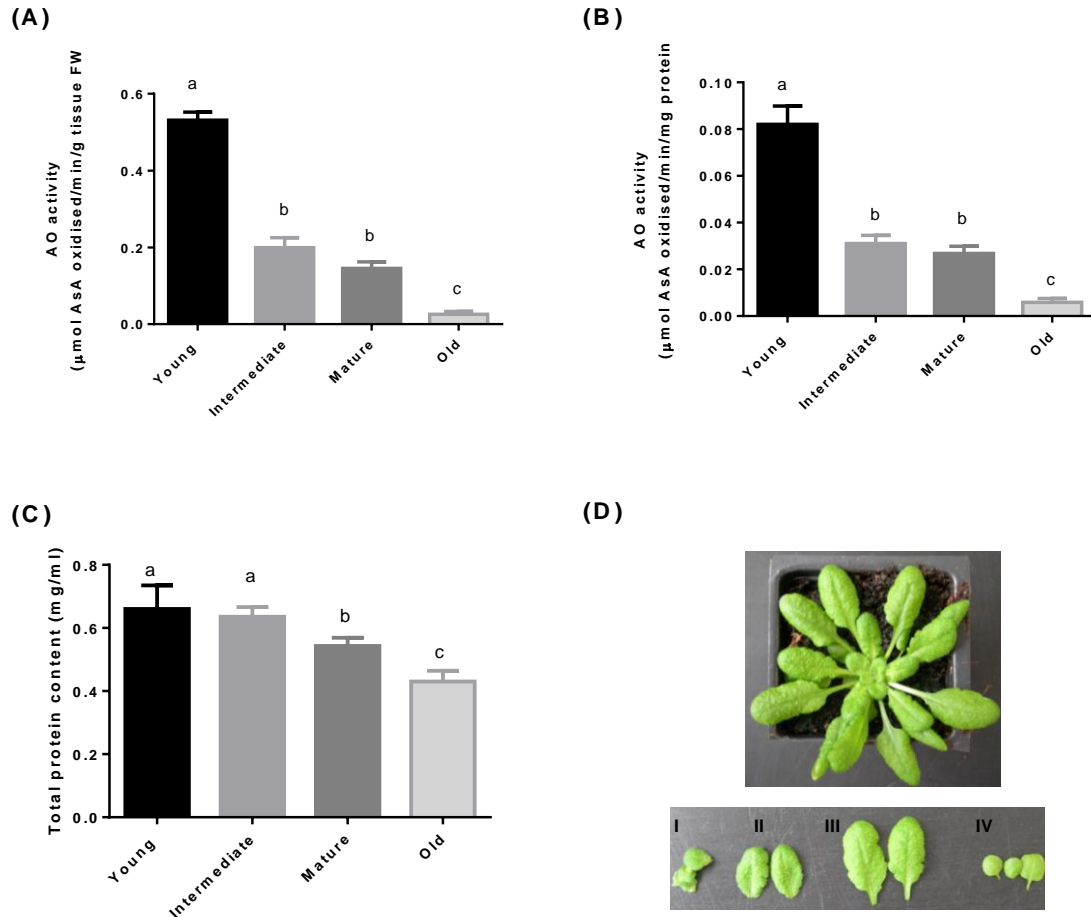 (A)
AO activity
(μmol AsA oxidised/min/g tissue FW
0.6
0.4
0.2
0.0
a
b
b
c
Young
Intermediate
Mature
Old
(B)
AO activity
(μmol AsA oxidised/min/mg protein
0.10
0.08
0.06
0.04
0.02
0.00
a
b
b
c
Young
Intermediate
Mature
Old
(C)
Total protein content (mg/ml)
0.8
0.6
0.4
0.2
0.0
a
a
b
c
Young
Intermediate
Mature
Old
(D)
I
II
III
IV